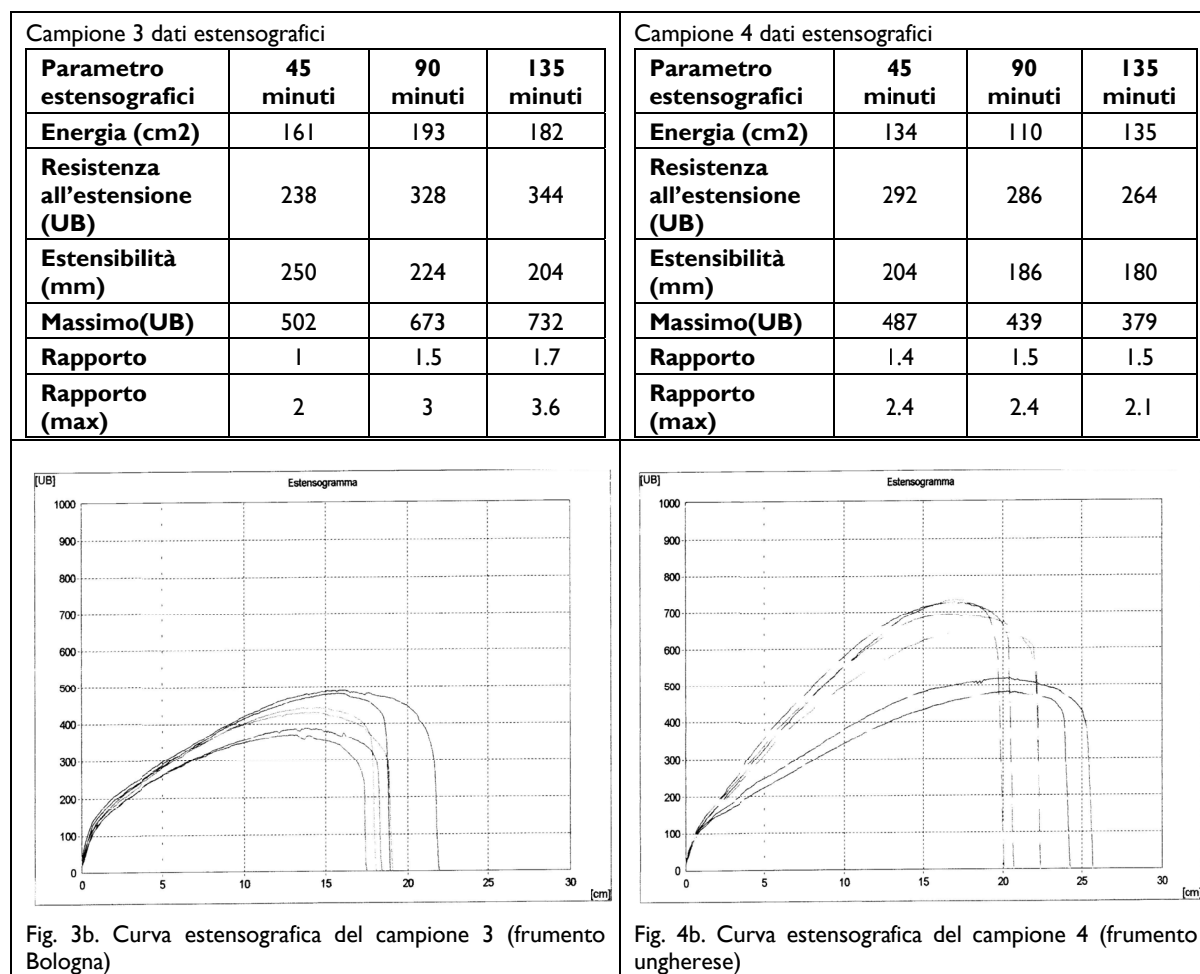 Campione 3 dati estensografici
Parametro estensografici 45 minuti 90 minuti 135 minuti
Energia (cm2) 161 193 182
Resistenza all'estensione (UB) 238 328 344
Estensibilità (mm) 250 224 204
Massimo(UB) 502 673 732
Rapporto 1 1.5 1.7
Rapporto (max) 2 3 3.6
Campione 4 dati estensografici
Parametro estensografici 45 minuti 90 minuti 135 minuti
Energia (cm2) 134 110 135
Resistenza all'estensione (UB) 292 286 264
Estensibilità (mm) 204 186 180
Massimo(UB) 487 439 379
Rapporto 1.4 1.5 1.5
Rapporto (max) 2.4 2.4 2.1
[UB]
Estensogramma
1000
900
800
700
600
500
400
300
200
100
0
0 5 10 15 20 25 30
[cm]
Fig. 3b. Curva estensografica del campione 3 (frumento
Bologna)
[UB]
Estensogramma
1000
900
800
700
600
500
400
300
200
100
0
0 5 10 15 20 25 30
[cm]
Fig. 4b. Curva estensografica del campione 4 (frumento
ungherese)